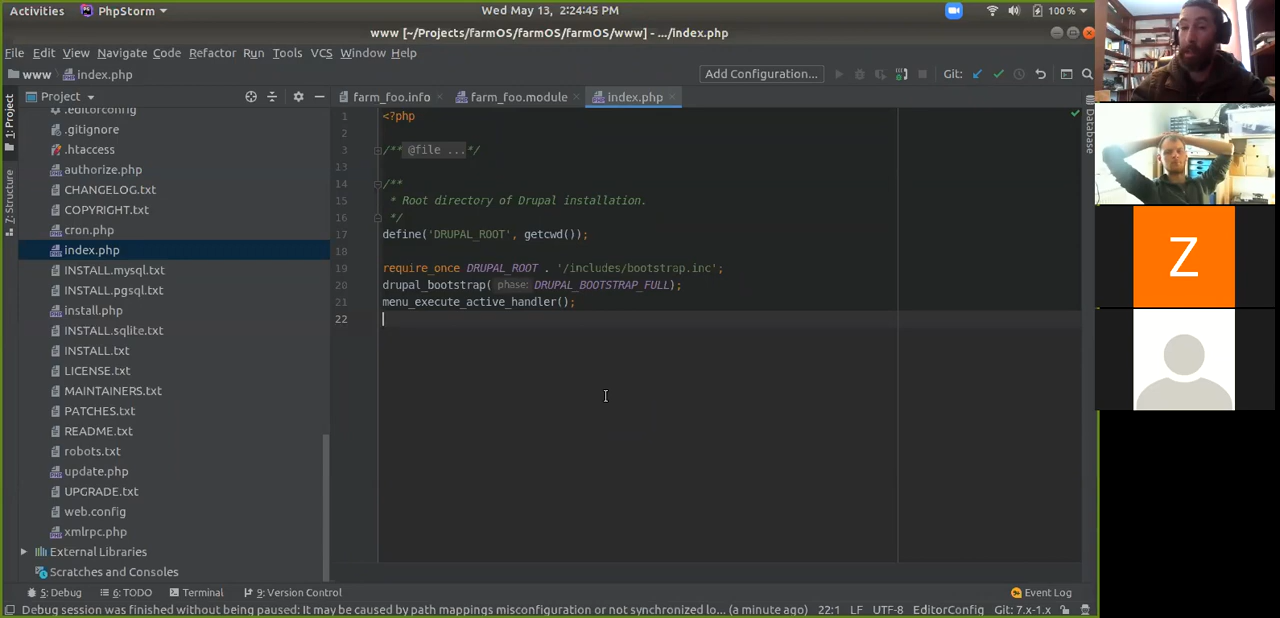 Activities PhpStorm Wed May 13, 2:24:45 PM 100 %
www [~/Projects/farmOS/farmOS/farmOS/www] - .../index.php
File Edit View Navigate Code Refactor Run Tools VCS Window Help
www index.php Add Configuration... Git:
Project farm_foo.info farm_foo.module index.php
1: Project
7: Structure
Database
.editorconfig
.gitignore
.htaccess
authorize.php
CHANGELOG.txt
COPYRIGHT.txt
cron.php
index.php
INSTALL.mysql.txt
INSTALL.pgsql.txt
install.php
INSTALL.sqlite.txt
INSTALL.txt
LICENSE.txt
MAINTAINERS.txt
PATCHES.txt
README.txt
robots.txt
update.php
UPGRADE.txt
web.config
xmlrpc.php
External Libraries
Scratches and Consoles
1 <?php
2
3 /** @file ...*/
13
14 /**
15 * Root directory of Drupal installation.
16 */
17 define('DRUPAL_ROOT', getcwd());
18
19 require_once DRUPAL_ROOT . '/includes/bootstrap.inc';
20 drupal_bootstrap( phase: DRUPAL_BOOTSTRAP_FULL);
21 menu_execute_active_handler();
22
Z
5: Debug 6: TODO Terminal 9: Version Control Event Log
Debug session was finished without being paused: It may be caused by path mappings misconfiguration or not synchronized lo... (a minute ago) 22:1 LF UTF-8 EditorConfig Git: 7.x-1.x